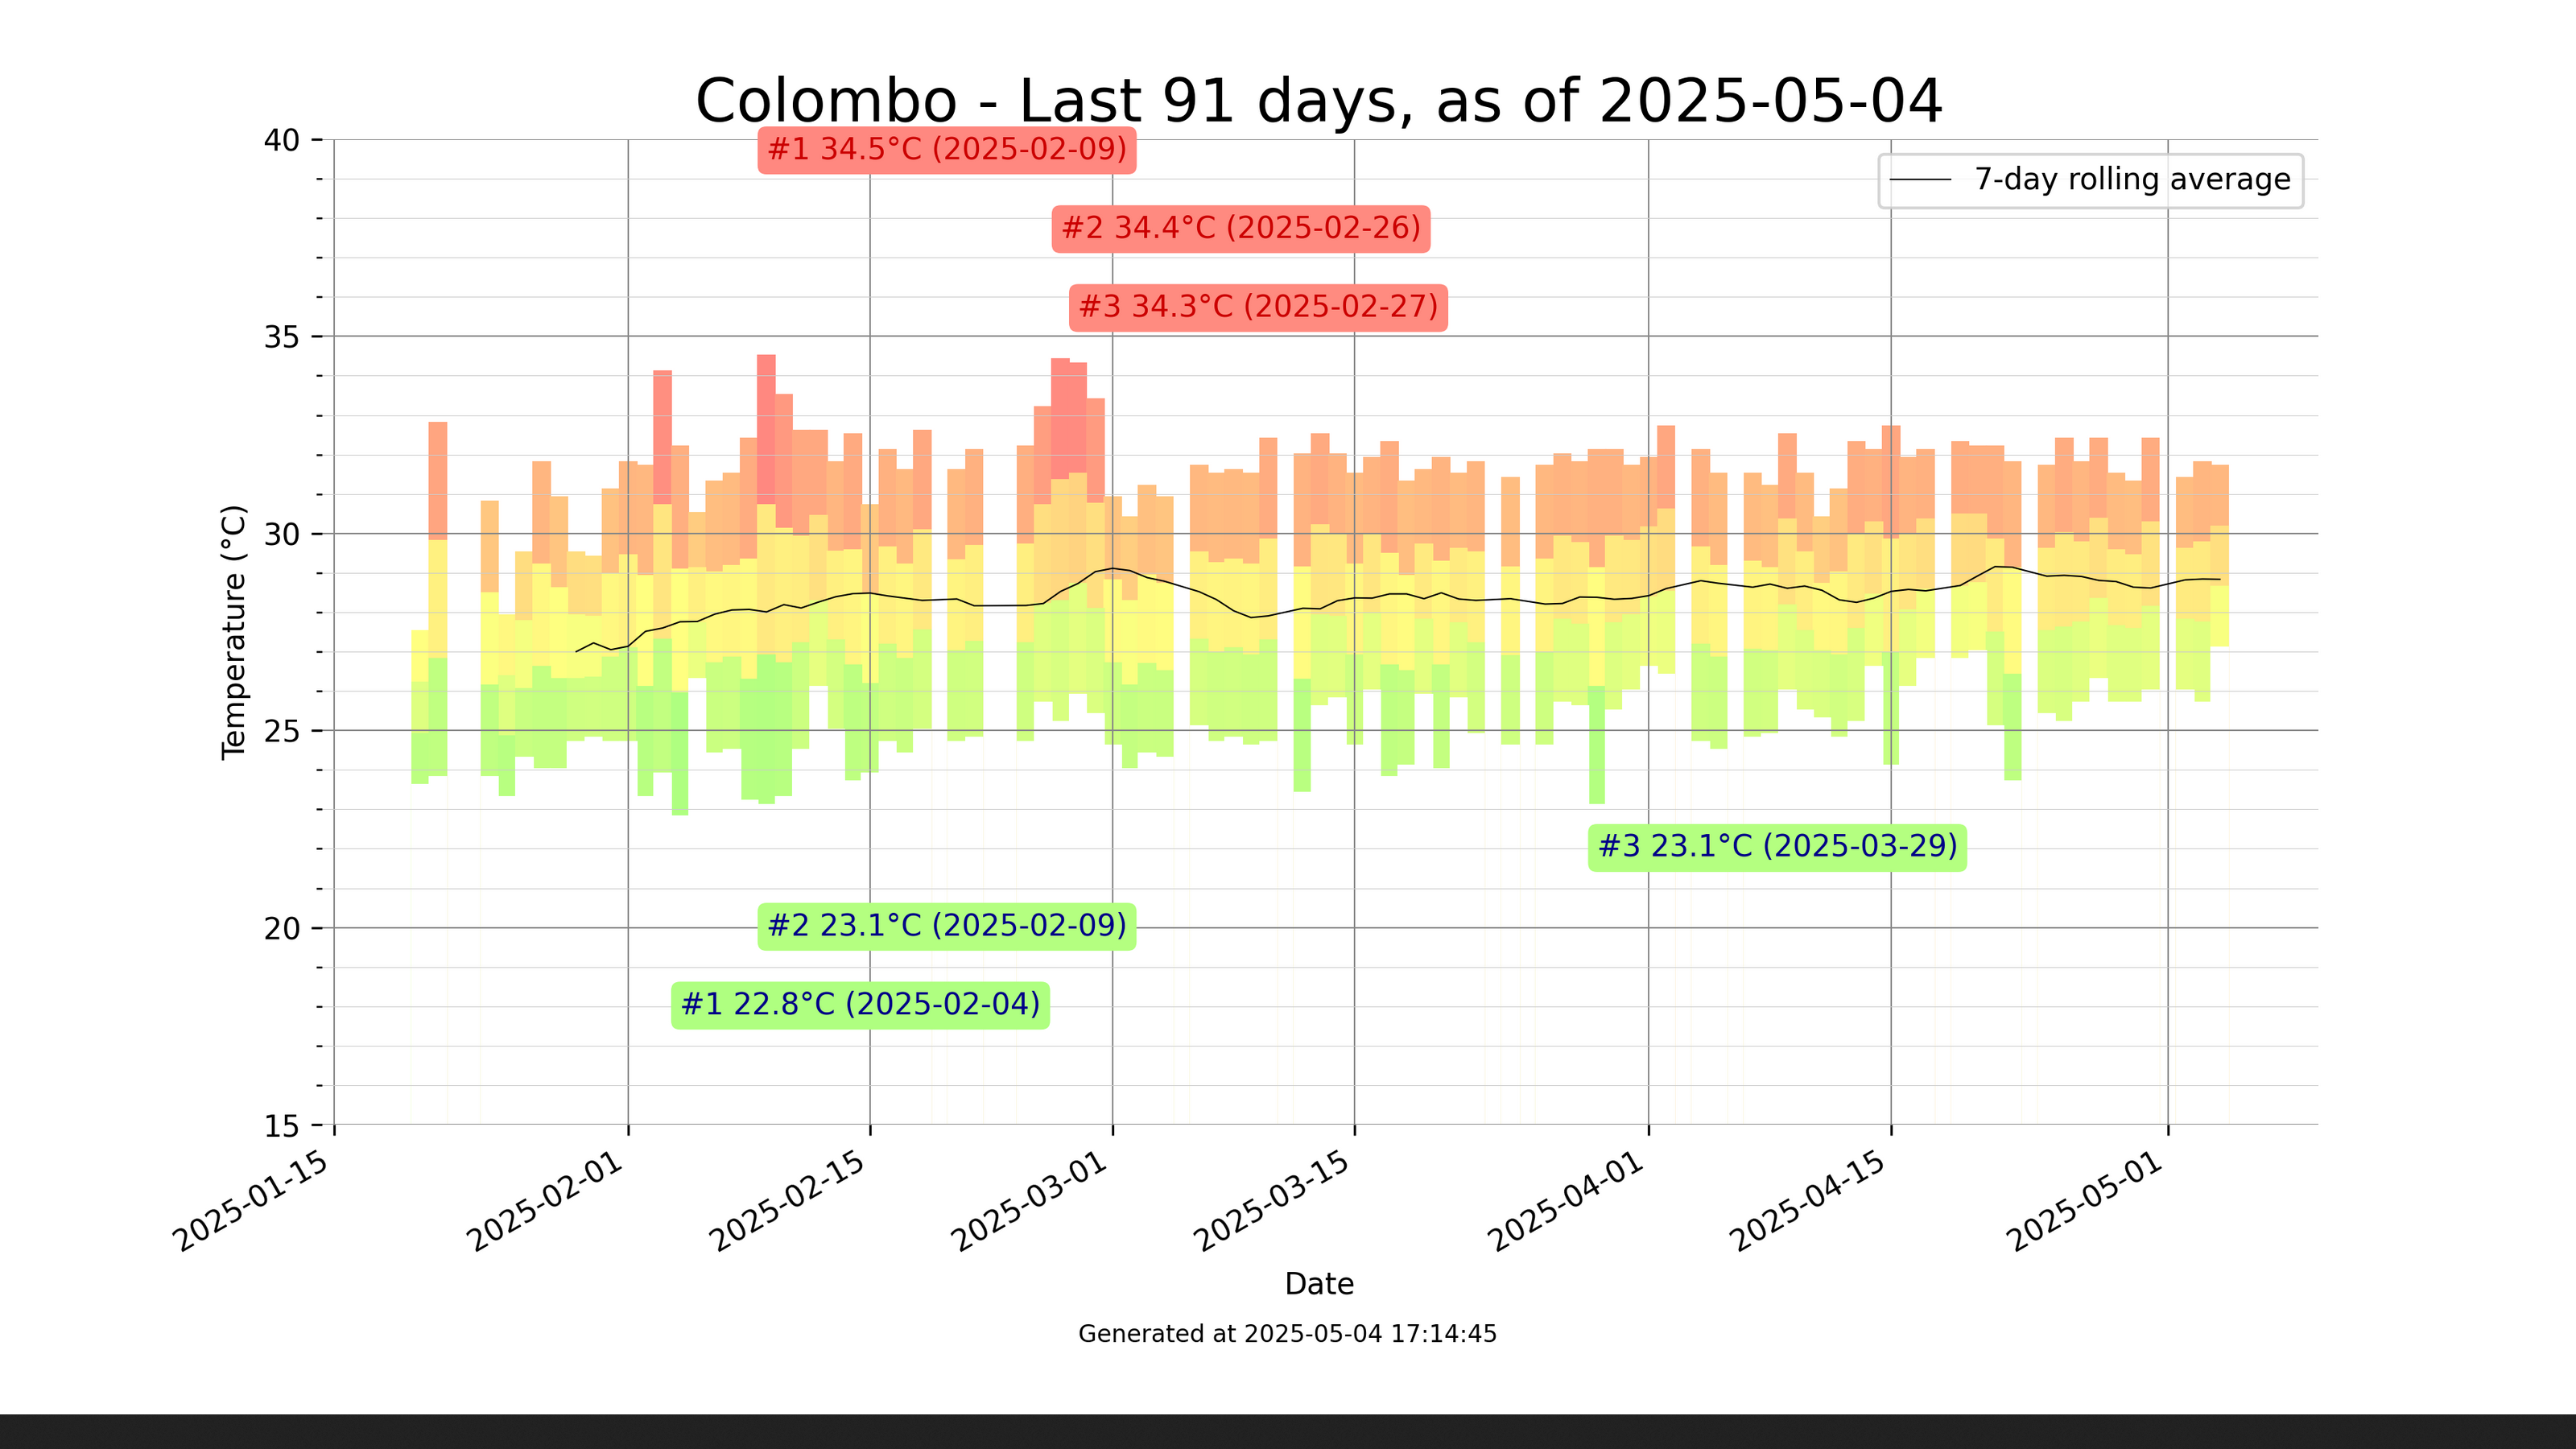 Colombo - Last 91 days, as of 2025-05-04
40
#1 34.5°C (2025-02-09)
7-day rolling average
#2 34.4°C (2025-02-26)
#3 34.3°C (2025-02-27)
35
30
Temperature (°C)
25
#3 23.1°C (2025-03-29)
20
#2 23.1°C (2025-02-09)
#1 22.8°C (2025-02-04)
15
2025-01-15
2025-02-01
2025-02-15
2025-03-01
2025-03-15
2025-04-01
2025-04-15
2025-05-01
Date
Generated at 2025-05-04 17:14:45